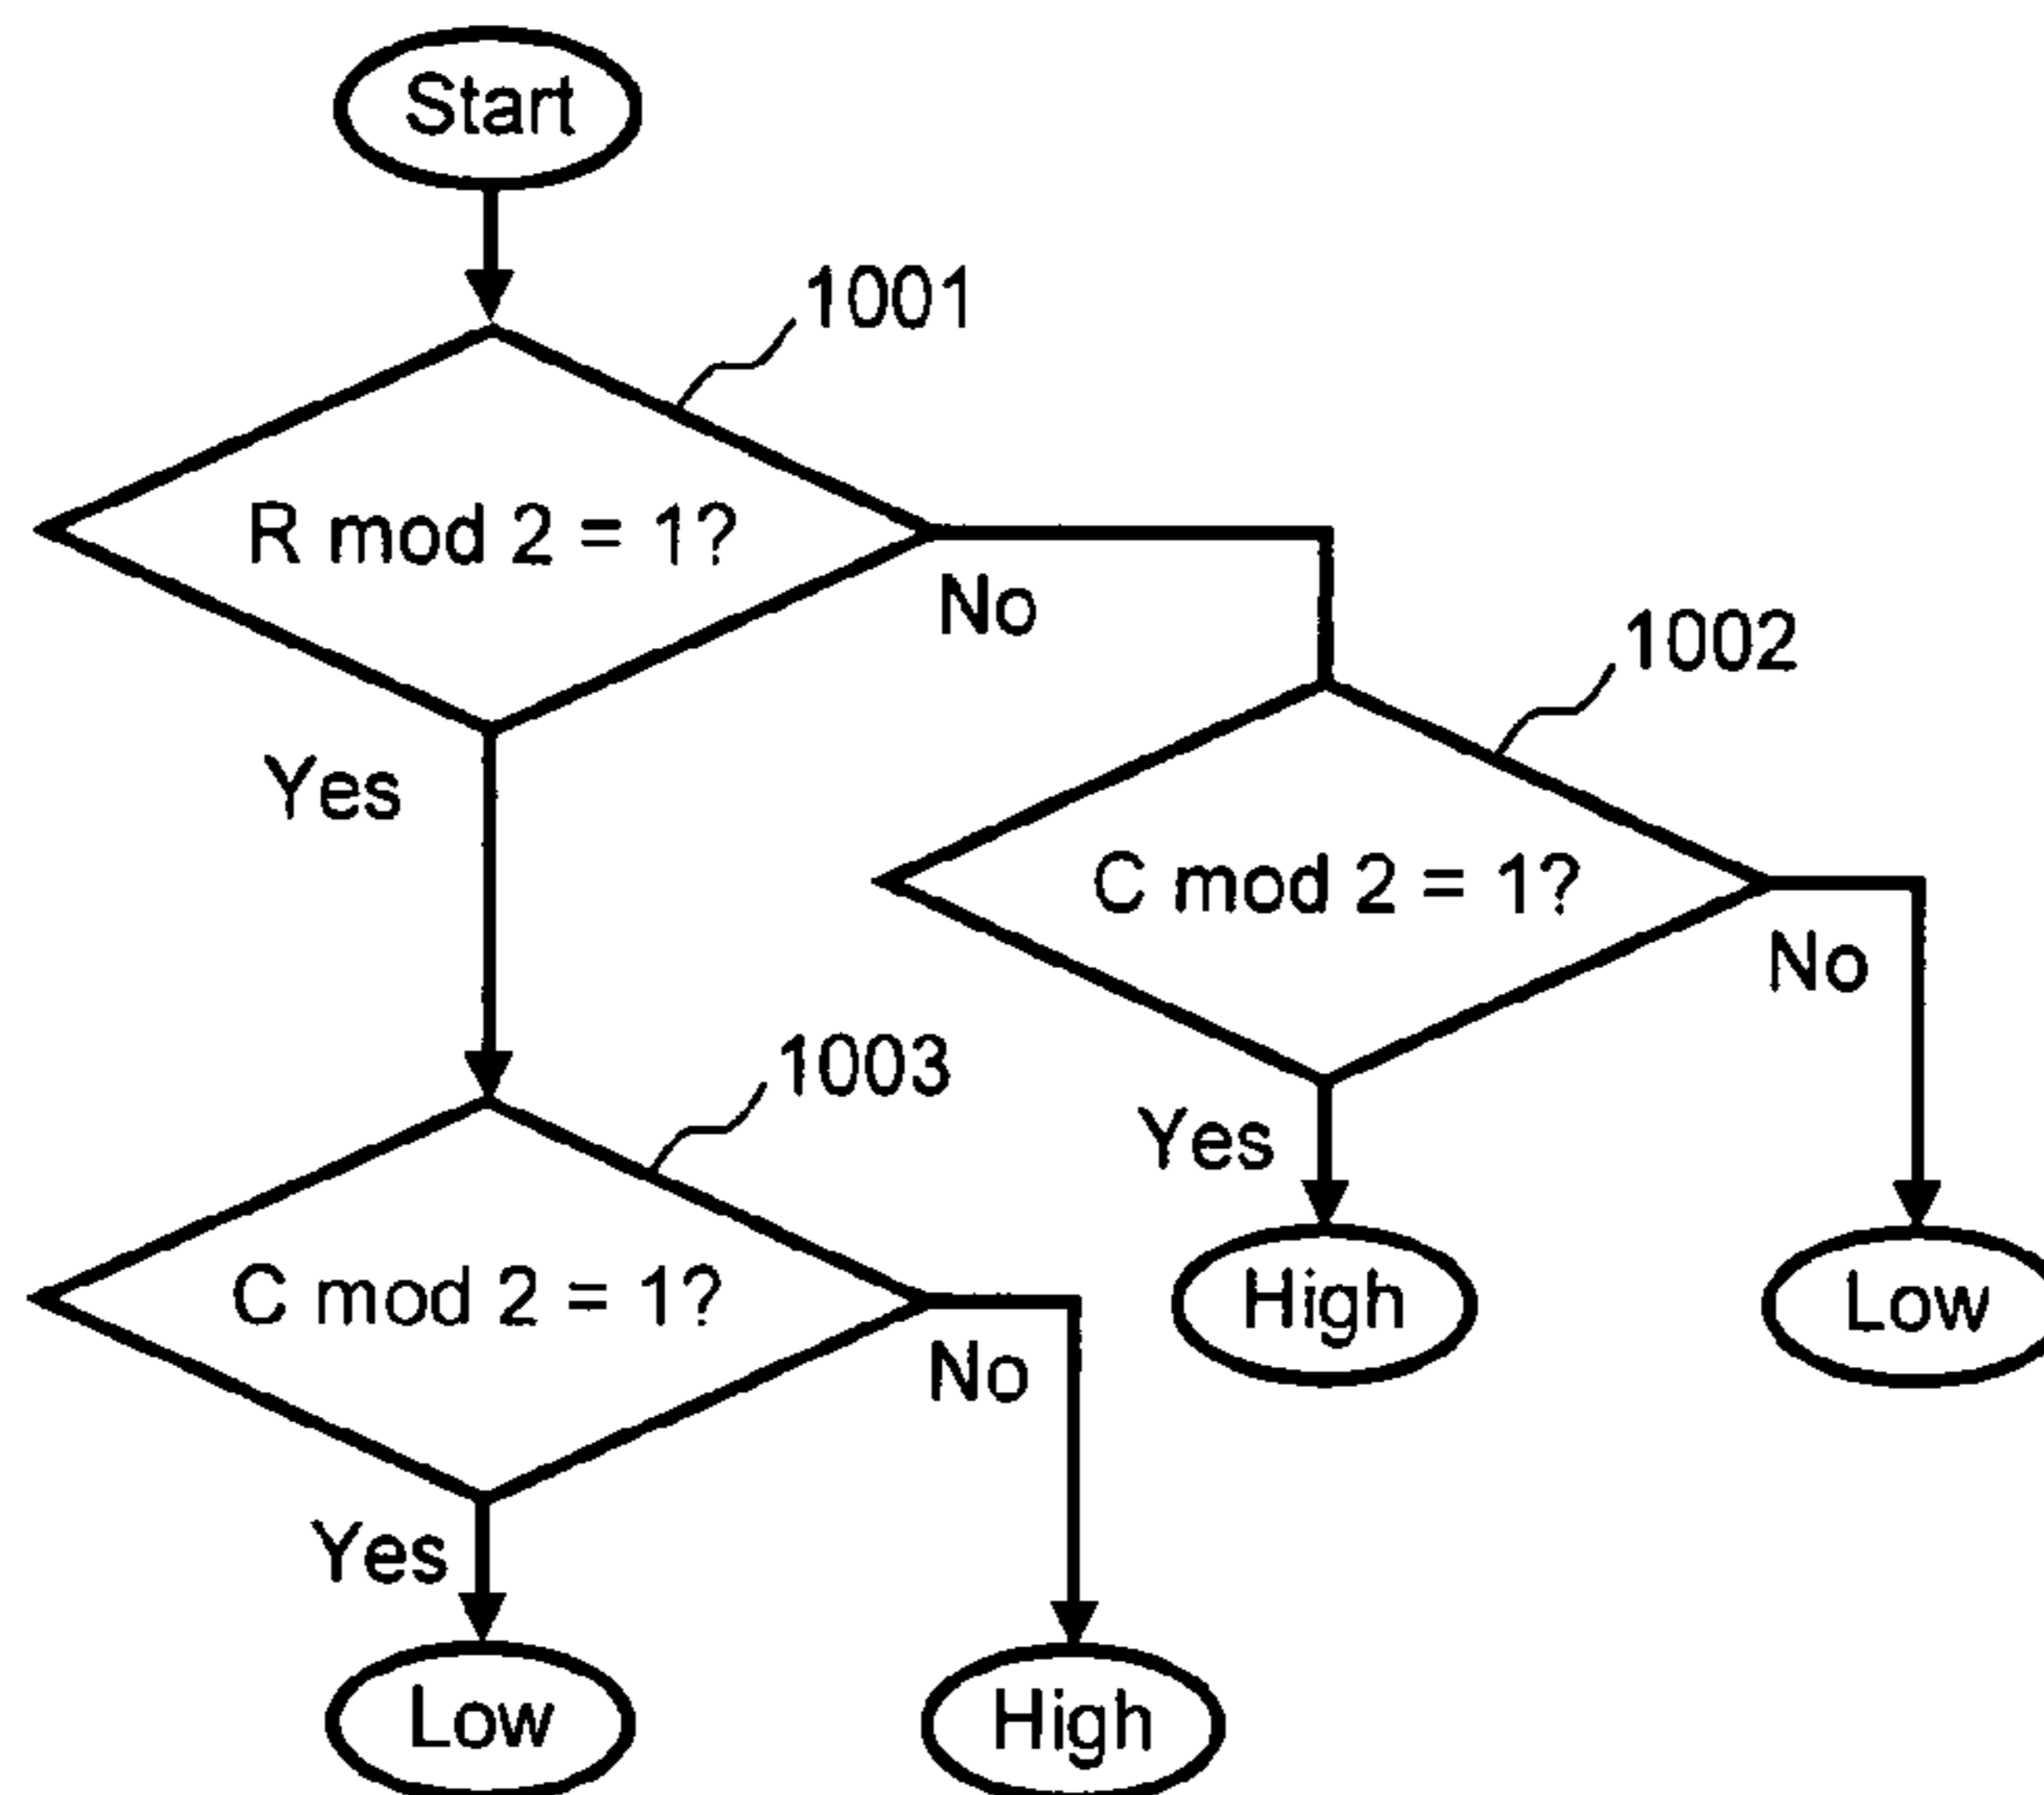 Start
1001
R mod 2 = 1?
No
1002
Yes
C mod 2 = 1?
No
1003
Yes
C mod 2 = 1?
High
Low
No
Yes
Low
High